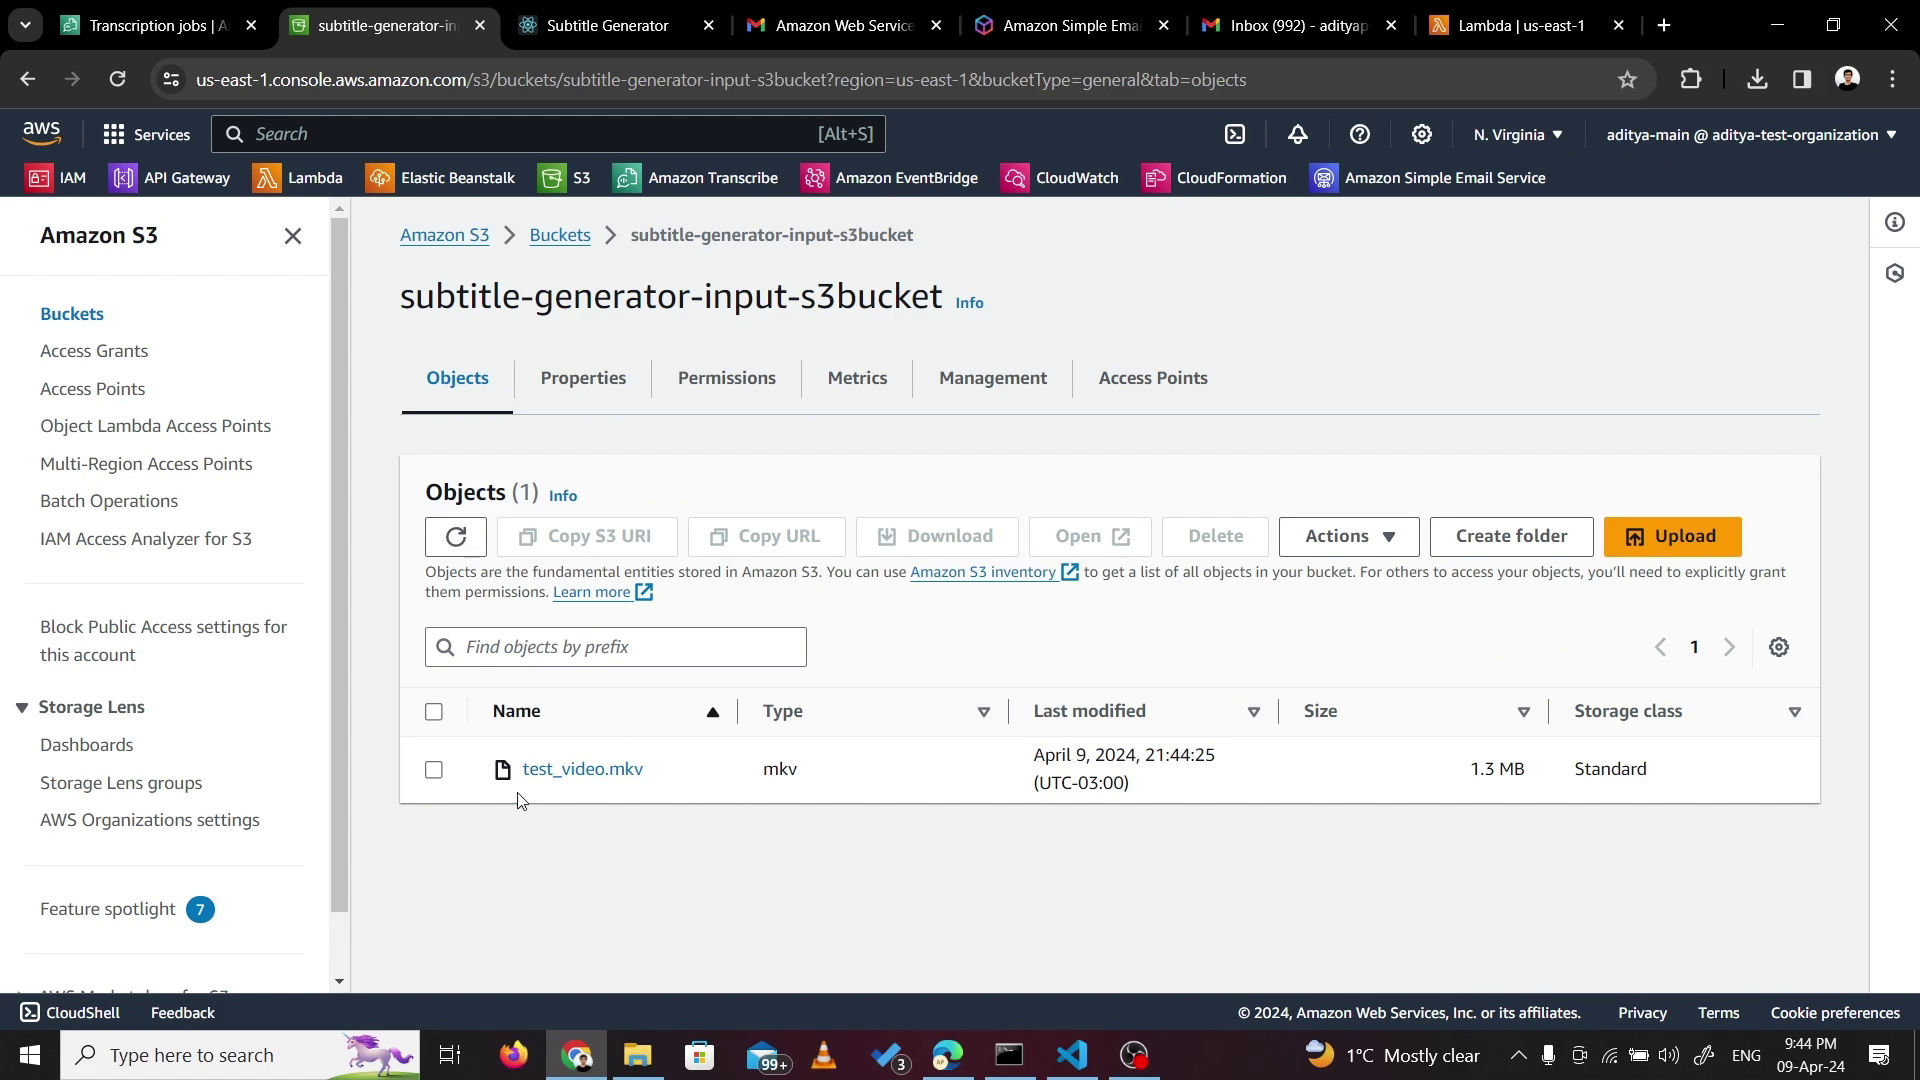 Transcription jobs | A
subtitle-generator-in
Subtitle Generator
Amazon Web Service
Amazon Simple Emai
Inbox (992) - adityap
Lambda | us-east-1
us-east-1.console.aws.amazon.com/s3/buckets/subtitle-generator-input-s3bucket?region=us-east-1&bucketType=general&tab=objects
aws
Services
Search
[Alt+S]
N. Virginia
aditya-main @ aditya-test-organization
IAM
API Gateway
Lambda
Elastic Beanstalk
S3
Amazon Transcribe
Amazon EventBridge
CloudWatch
CloudFormation
Amazon Simple Email Service
Amazon S3
Buckets
Access Grants
Access Points
Object Lambda Access Points
Multi-Region Access Points
Batch Operations
IAM Access Analyzer for S3
Block Public Access settings for
this account
Storage Lens
Dashboards
Storage Lens groups
AWS Organizations settings
Feature spotlight 7
Amazon S3 > Buckets > subtitle-generator-input-s3bucket
subtitle-generator-input-s3bucket Info
Objects
Properties
Permissions
Metrics
Management
Access Points
Objects (1) Info
Copy S3 URI
Copy URL
Download
Open
Delete
Actions
Create folder
Upload
Objects are the fundamental entities stored in Amazon S3. You can use Amazon S3 inventory to get a list of all objects in your bucket. For others to access your objects, you'll need to explicitly grant
them permissions. Learn more
Find objects by prefix
1
Name
Type
Last modified
Size
Storage class
test_video.mkv
mkv
April 9, 2024, 21:44:25
(UTC-03:00)
1.3 MB
Standard
CloudShell
Feedback
© 2024, Amazon Web Services, Inc. or its affiliates.
Privacy
Terms
Cookie preferences
Type here to search
99+
3
1°C Mostly clear
ENG
9:44 PM
09-Apr-24